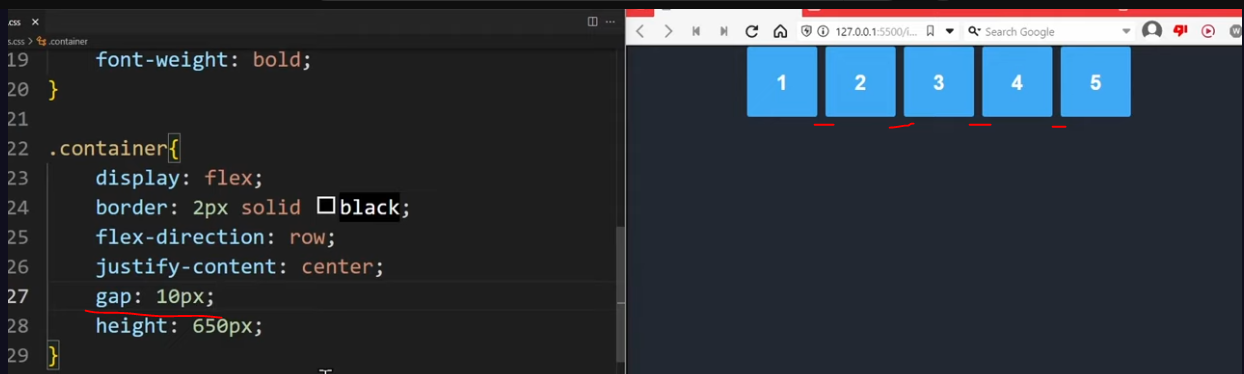 .css ×
s.css > .container
19 font-weight: bold;
20 }
21
22 .container{
23 display: flex;
24 border: 2px solid black;
25 flex-direction: row;
26 justify-content: center;
27 gap: 10px;
28 height: 650px;
29 }
127.0.0.1:5500/i...
Search Google
W
1 2 3 4 5